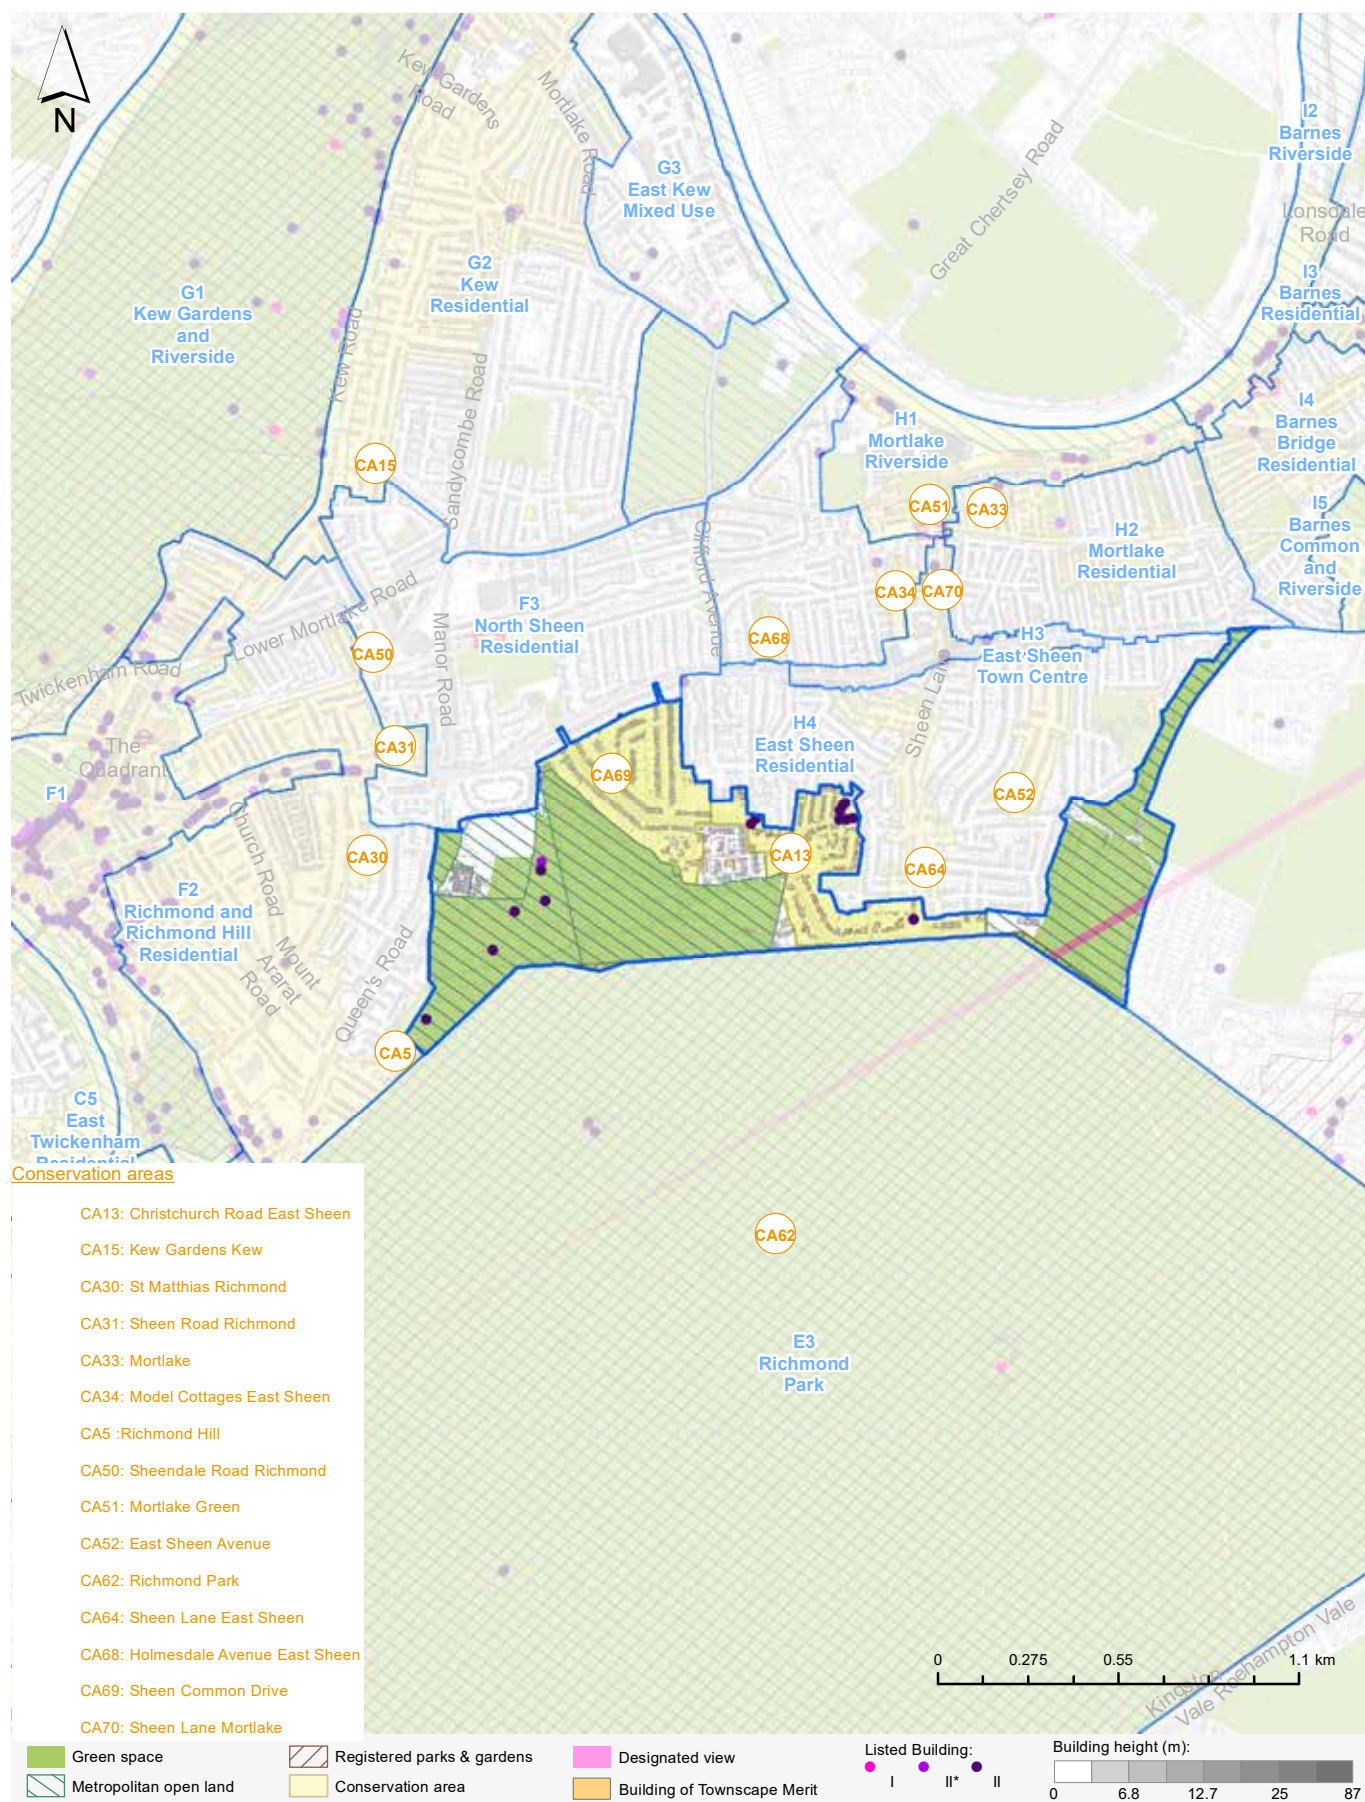 N
Kew Gardens
Road
Mortlake Road
G3
East Kew
Mixed Use
Great Chertsey Road
I2
Barnes
Riverside
Lonsdale
Road
I3
Barnes
Residential
G1
Kew Gardens
and
Riverside
G2
Kew
Residential
Kew Road
Sandycombe Road
I4
Barnes
Bridge
Residential
H1
Mortlake
Riverside
CA15
CA51
CA33
H2
Mortlake
Residential
I5
Barnes
Common
and
Riverside
Clifford Avenue
Lower Mortlake Road
F3
North Sheen
Residential
CA34
CA70
CA68
H3
East Sheen
Town Centre
CA50
Manor Road
Twickenham Road
The
Quadrant
CA31
H4
East Sheen
Residential
Sheen Lane
CA69
CA52
F1
Church Road
CA30
CA13
CA64
F2
Richmond and
Richmond Hill
Residential
Mount
Ararat
Road
Queen's Road
CA5
C5
East
Twickenham
Residential
CA62
E3
Richmond
Park
Conservation areas
CA13: Christchurch Road East Sheen
CA15: Kew Gardens Kew
CA30: St Matthias Richmond
CA31: Sheen Road Richmond
CA33: Mortlake
CA34: Model Cottages East Sheen
CA5 :Richmond Hill
CA50: Sheendale Road Richmond
CA51: Mortlake Green
CA52: East Sheen Avenue
CA62: Richmond Park
CA64: Sheen Lane East Sheen
CA68: Holmesdale Avenue East Sheen
CA69: Sheen Common Drive
CA70: Sheen Lane Mortlake
0 0.275 0.55 1.1 km
Kingston
Vale Roehampton Vale
Green space
Metropolitan open land
Registered parks & gardens
Conservation area
Designated view
Building of Townscape Merit
Listed Building:
I II* II
Building height (m):
0 6.8 12.7 25 87